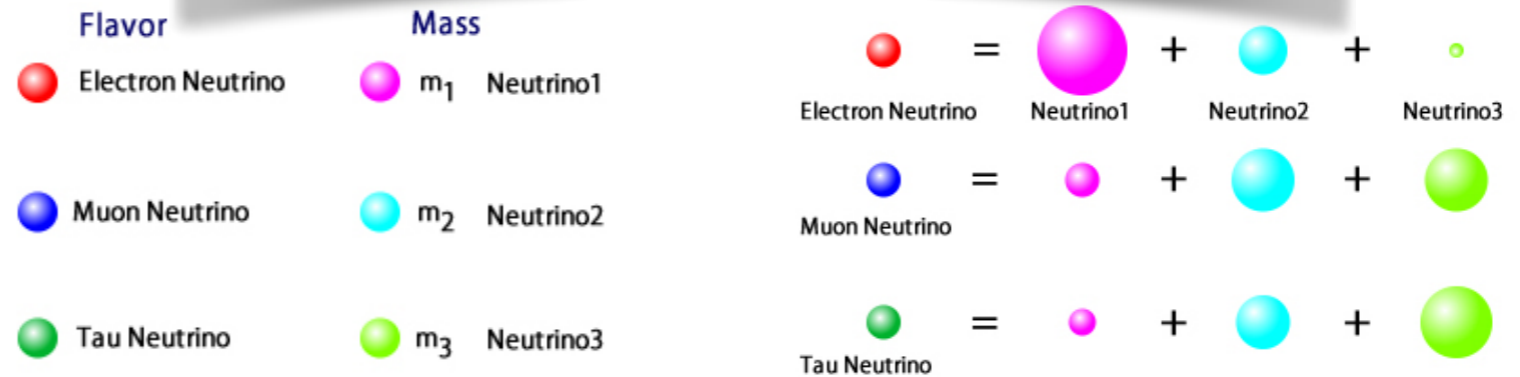 Flavor Mass
Electron Neutrino m1 Neutrino1
Muon Neutrino m2 Neutrino2
Tau Neutrino m3 Neutrino3
= + +
Electron Neutrino Neutrino1 Neutrino2 Neutrino3
= + +
Muon Neutrino
= + +
Tau Neutrino